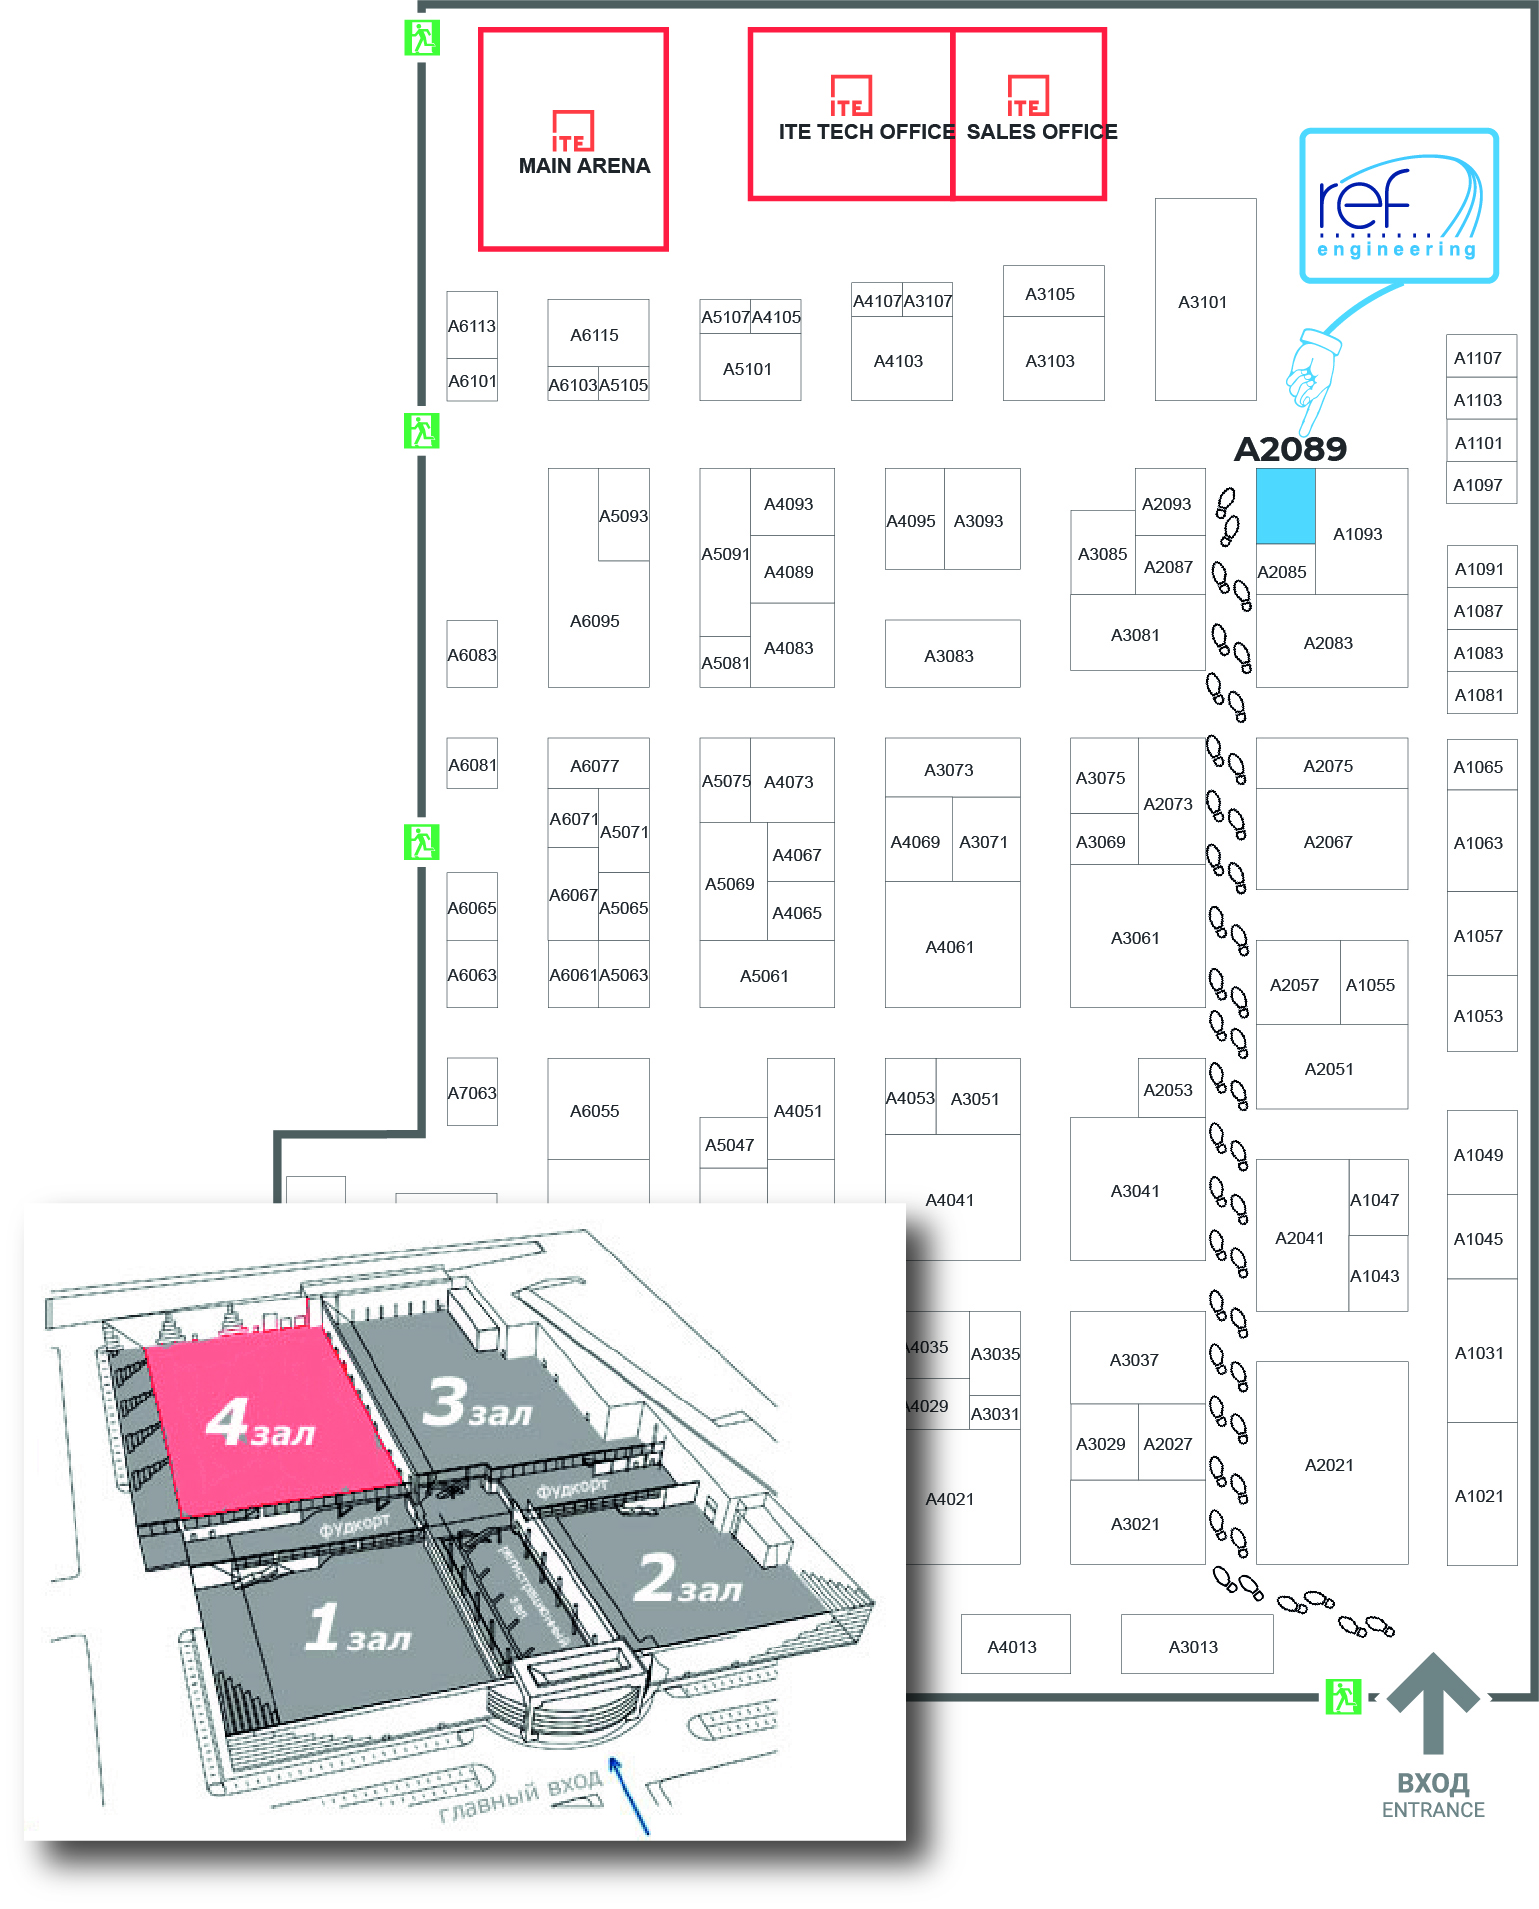 ITE
MAIN ARENA
ITE
ITE TECH OFFICE
ITE
SALES OFFICE
ref
engineering
A3101
A3105
A3103
A4107
A3107
A4103
A5107
A4105
A5101
A6115
A6103
A5105
A6113
A6101
A1107
A1103
A1101
A1097
A2089
A5093
A6095
A5091
A4093
A4089
A4083
A5081
A4095
A3093
A3083
A2093
A3085
A2087
A3081
A1093
A2085
A2083
A1091
A1087
A1083
A1081
A6083
A6081
A6077
A6071
A5071
A6067
A5065
A6061
A5063
A6065
A6063
A5075
A4073
A4067
A5069
A4065
A5061
A3073
A4069
A3071
A4061
A3075
A2073
A3069
A3061
A2075
A2067
A2057
A1055
A2051
A1065
A1063
A1057
A1053
A7063
A6055
A4051
A5047
A4053
A3051
A4041
A2053
A3041
A2041
A1047
A1043
A1049
A1045
A1031
A1021
A4035
A3035
A4029
A3031
A4021
A3037
A3029
A2027
A3021
A2021
A4013
A3013
ВХОД
ENTRANCE
4 зал
3 зал
фудкорт
фудкорт
1 зал
2 зал
регистрационный
зал
главный вход